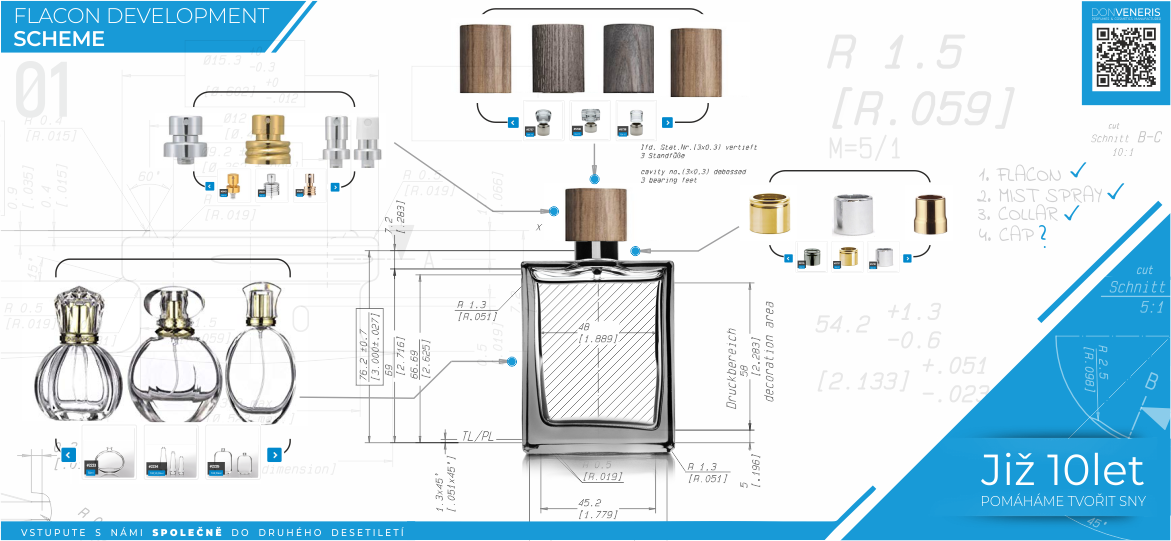 FLACON DEVELOPMENT
SCHEME
DONVENERIS
01
Ø15.3
-0.3
+0
-.012
R 0.4
[R.015]
Ø12
60°
[R.019]
R 1.5
[R.059]
M=5/1
cut
Schnitt B-C
10:1
1. FLACON
2. MIST SPRAY
3. COLLAR
4. CAP ?
lfd. Stat.Nr.(3x0.3) vertieft
3 Standfüße
cavity no.(3x0.3) debossed
3 bearing feet
X
7.2
[.283]
A
R 1.3
[R.051]
76.2 ±0.7
[3.000±.027]
69
[2.716]
66.69
[2.625]
48
[1.889]
Druckbereich
58
[2.283]
decoration area
TL/PL
1.3x45°
[.051x45°]
R 0.5
[R.019]
R 1.3
[R.051]
5
[.196]
45.2
[1.779]
54.2
+1.3
-0.6
[2.133]
+.051
-.023
cut
Schnitt
5:1
R 2.5
[R.098]
B
45°
dimension]
Již 10let
POMÁHÁME TVOŘIT SNY
VSTUPUTE S NÁMI SPOLEČNĚ DO DRUHÉHO DESETILETÍ